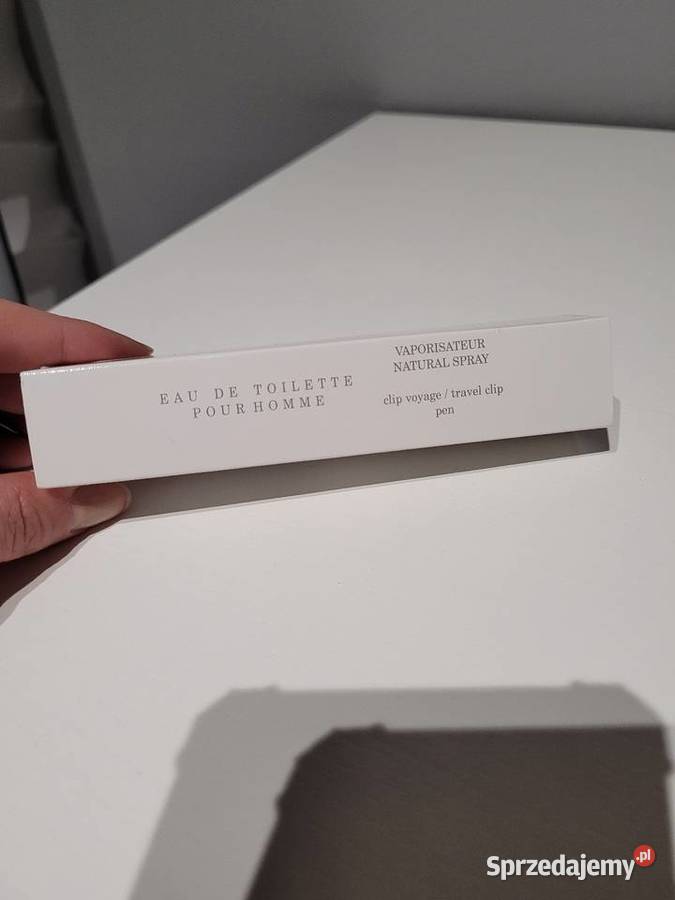 EAU DE TOILETTE
POUR HOMME
VAPORISATEUR
NATURAL SPRAY
clip voyage / travel clip
pen
Sprzedajemy.pl